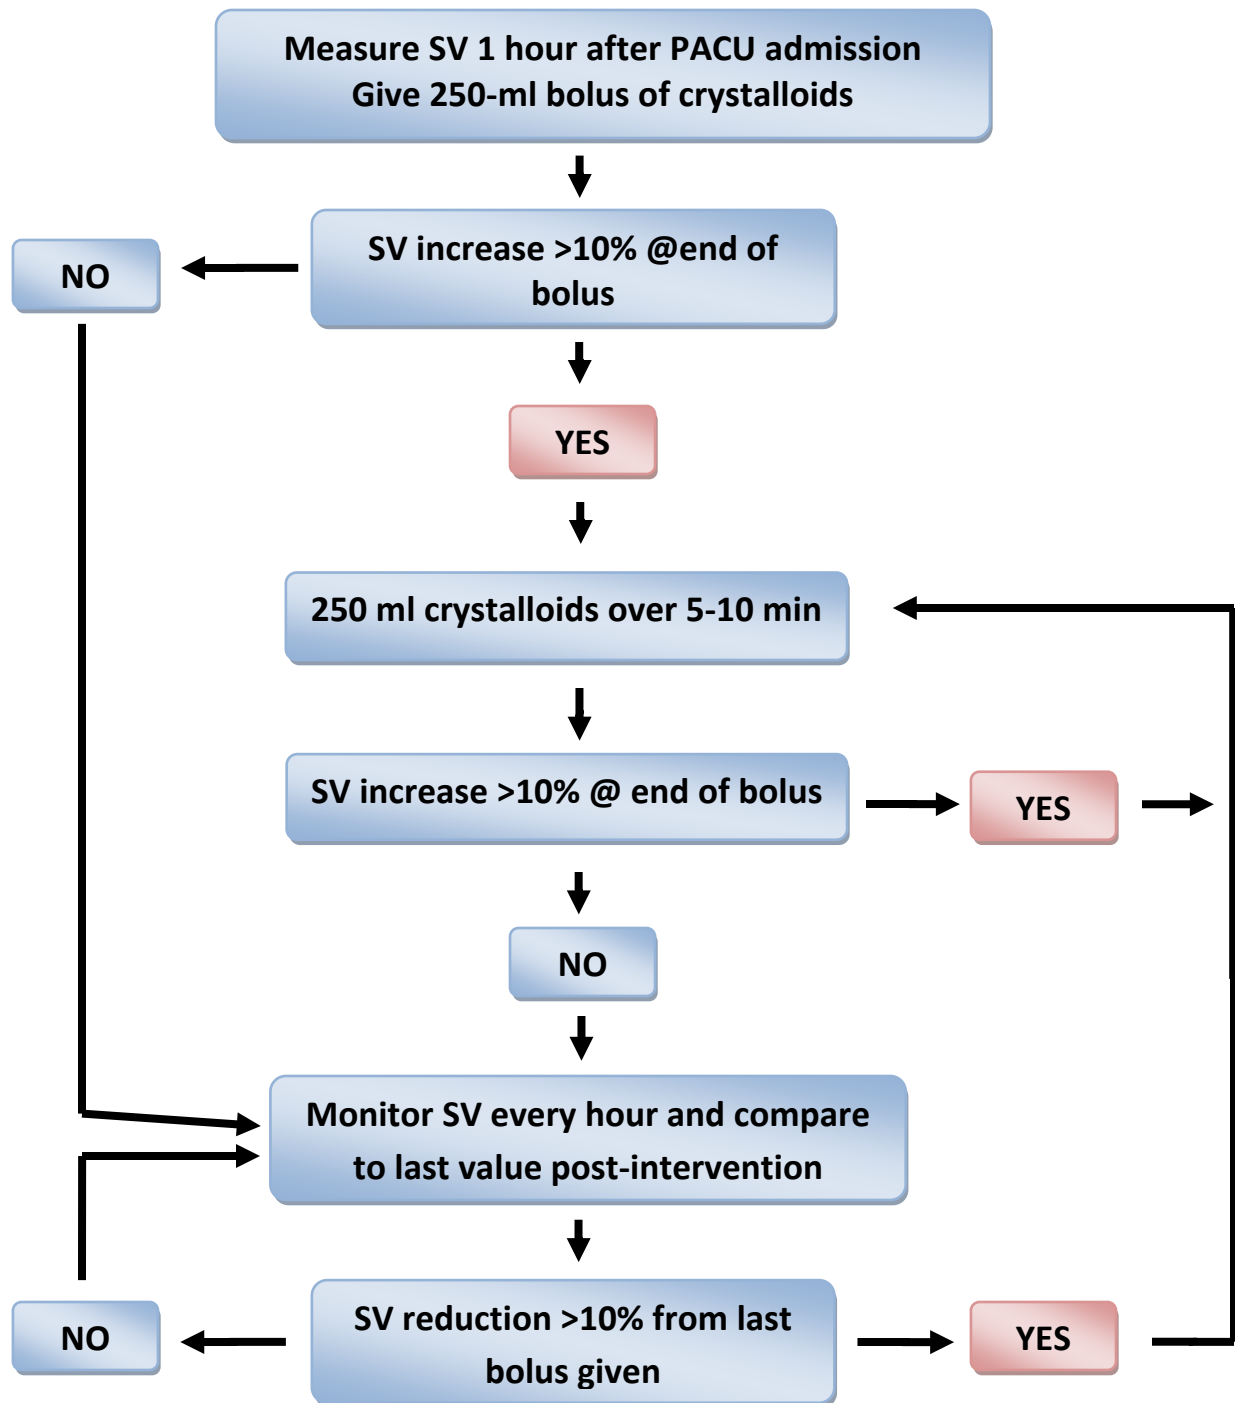 Measure SV 1 hour after PACU admission
Give 250-ml bolus of crystalloids
SV increase >10% @end of
bolus
NO
YES
250 ml crystalloids over 5-10 min
SV increase >10% @ end of bolus
YES
NO
Monitor SV every hour and compare
to last value post-intervention
SV reduction >10% from last
bolus given
NO
YES